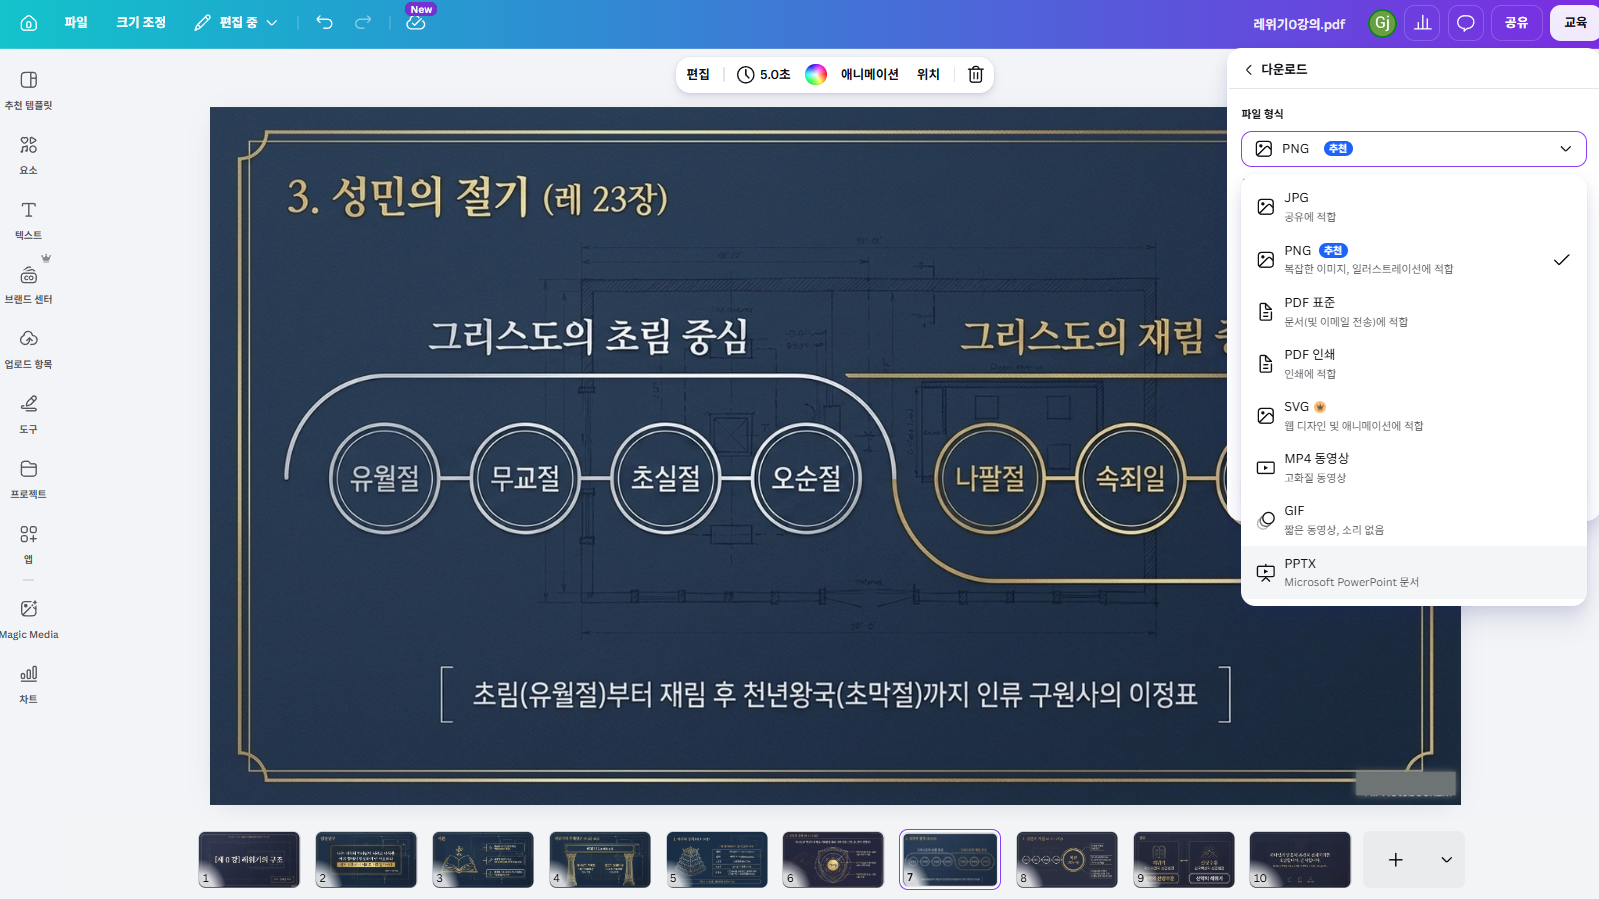 파일
크기 조정
편집 중
New
레위기0강의.pdf
Gj
공유
교육
추천 템플릿
요소
텍스트
브랜드 센터
업로드 항목
도구
프로젝트
앱
Magic Media
차트
편집
5.0초
애니메이션
위치
다운로드
파일 형식
PNG 추천
JPG
공유에 적합
PNG 추천
복잡한 이미지, 일러스트레이션에 적합
PDF 표준
문서(및 이메일 전송)에 적합
PDF 인쇄
인쇄에 적합
SVG
웹 디자인 및 애니메이션에 적합
MP4 동영상
고화질 동영상
GIF
짧은 동영상, 소리 없음
PPTX
Microsoft PowerPoint 문서
3. 성민의 절기 (레 23장)
그리스도의 초림 중심
그리스도의 재림
유월절
무교절
초실절
오순절
나팔절
속죄일
초림(유월절)부터 재림 후 천년왕국(초막절)까지 인류 구원사의 이정표
[제 0 강] 레위기의 구조
1
2
3
4
5
6
7
8
9
10